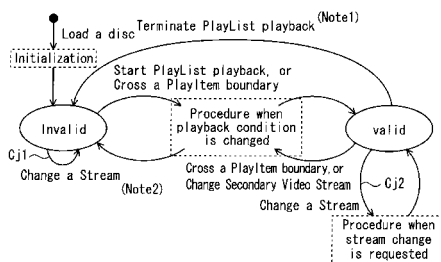 Terminate PlayList playback(Note1)
Load a disc
Initialization
Start PlayList playback, or
Cross a PlayItem boundary
Invalid
Procedure when
playback condition
is changed
valid
Cj1
Change a Stream
(Note2)
Cross a PlayItem boundary, or
Change Secondary Video Stream
Cj2
Change a Stream
Procedure when
stream change
is requested